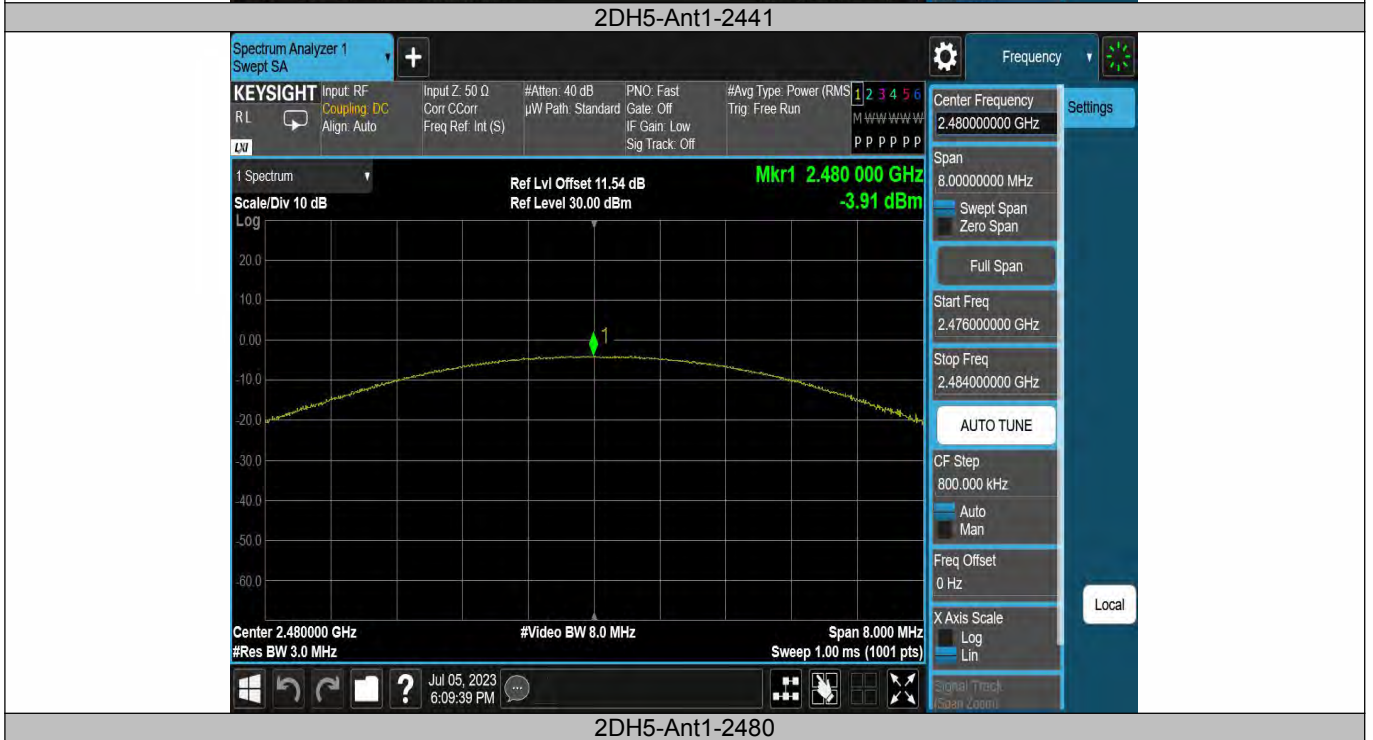 2DH5-Ant1-2441
Spectrum Analyzer 1
Swept SA
Frequency
KEYSIGHT
RL
LXI
Input: RF
Coupling: DC
Align: Auto
Input Z: 50 Ω
Corr CCorr
Freq Ref: Int (S)
#Atten: 40 dB
µW Path: Standard
PNO: Fast
Gate: Off
IF Gain: Low
Sig Track: Off
#Avg Type: Power (RMS
Trig: Free Run
1 2 3 4 5 6
M W W W W W
P P P P P P
1 Spectrum
Scale/Div 10 dB
Log
Ref Lvl Offset 11.54 dB
Ref Level 30.00 dBm
Mkr1 2.480 000 GHz
-3.91 dBm
1
20.0
10.0
0.00
-10.0
-20.0
-30.0
-40.0
-50.0
-60.0
Center 2.480000 GHz
#Res BW 3.0 MHz
#Video BW 8.0 MHz
Span 8.000 MHz
Sweep 1.00 ms (1001 pts)
Center Frequency
2.480000000 GHz
Settings
Span
8.00000000 MHz
Swept Span
Zero Span
Full Span
Start Freq
2.476000000 GHz
Stop Freq
2.484000000 GHz
AUTO TUNE
CF Step
800.000 kHz
Auto
Man
Freq Offset
0 Hz
X Axis Scale
Log
Lin
Signal Track
(Span Zoom)
Local
?
Jul 05, 2023
6:09:39 PM
2DH5-Ant1-2480